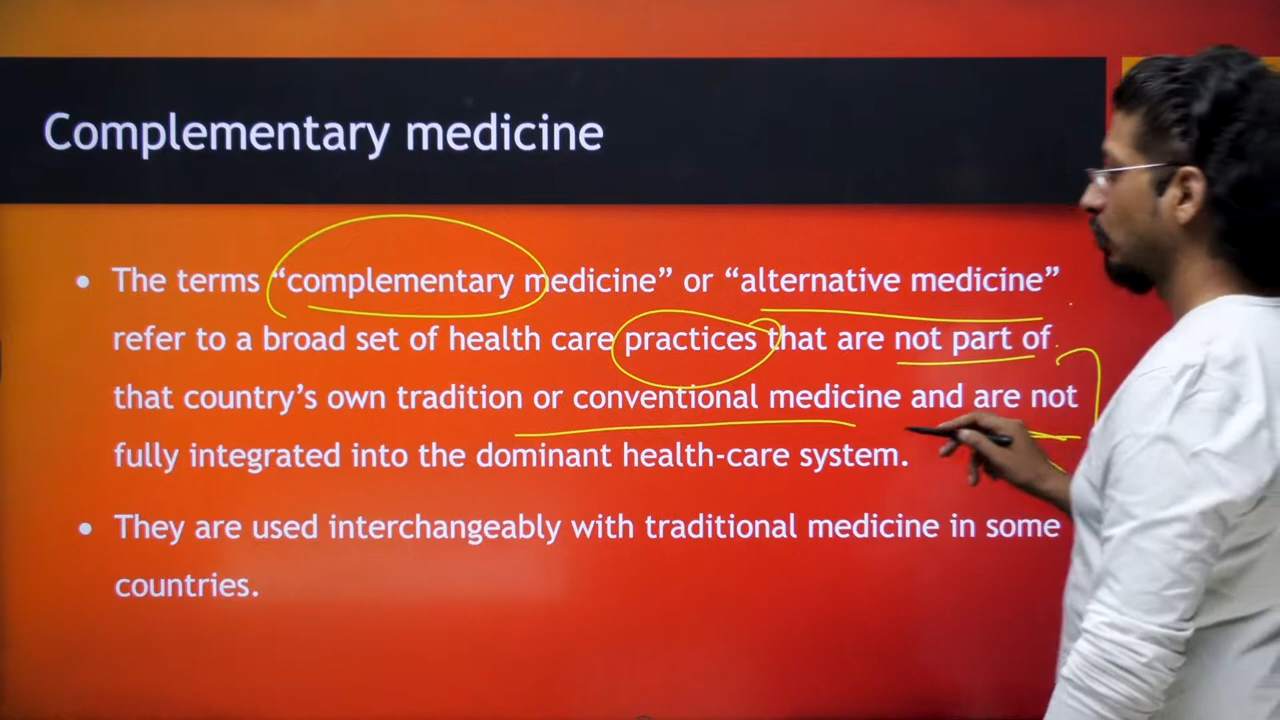 Complementary medicine
• The terms “complementary medicine” or “alternative medicine”
refer to a broad set of health care practices that are not part of
that country’s own tradition or conventional medicine and are not
fully integrated into the dominant health-care system.
• They are used interchangeably with traditional medicine in some
countries.